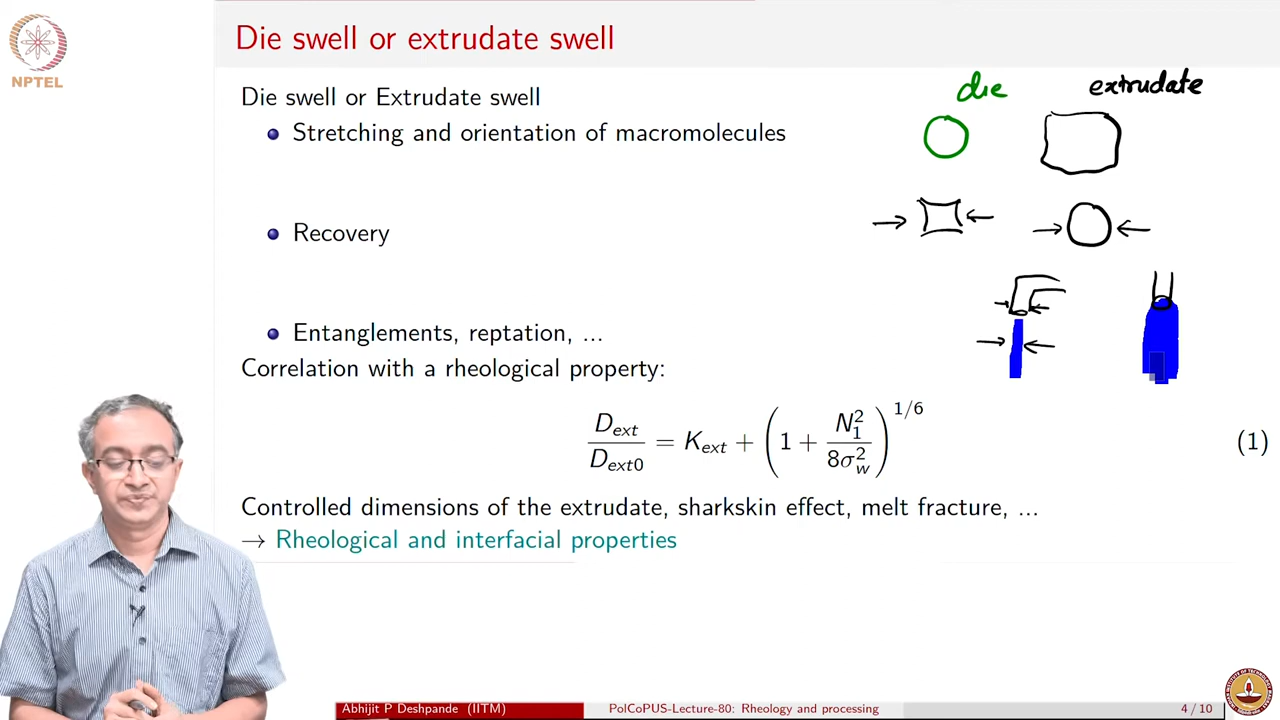 Die swell or extrudate swell
NPTEL
Die swell or Extrudate swell
die
extrudate
Stretching and orientation of macromolecules
Recovery
Entanglements, reptation, ...
Correlation with a rheological property:
D_ext / D_ext0 = K_ext + (1 + N_1^2 / 8σ_w^2)^1/6 (1)
Controlled dimensions of the extrudate, sharkskin effect, melt fracture, ...
→ Rheological and interfacial properties
Abhijit P Deshpande (IITM) PolCoPUS-Lecture-80: Rheology and processing 4 / 10